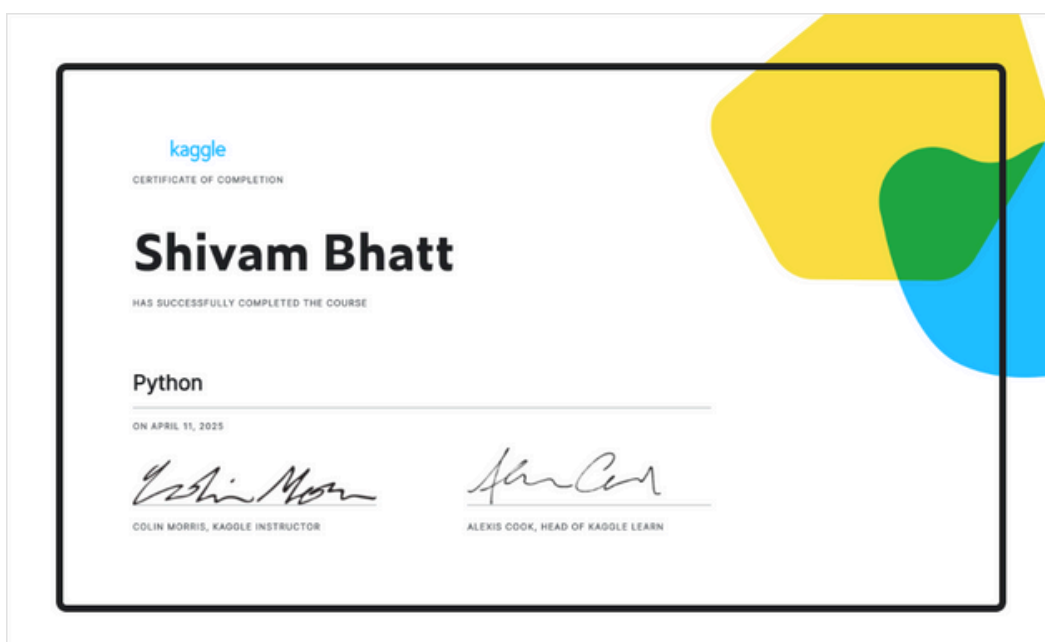 kaggle
CERTIFICATE OF COMPLETION
Shivam Bhatt
HAS SUCCESSFULLY COMPLETED THE COURSE
Python
ON APRIL 11, 2025
COLIN MORRIS, KAGGLE INSTRUCTOR
ALEXIS COOK, HEAD OF KAGGLE LEARN